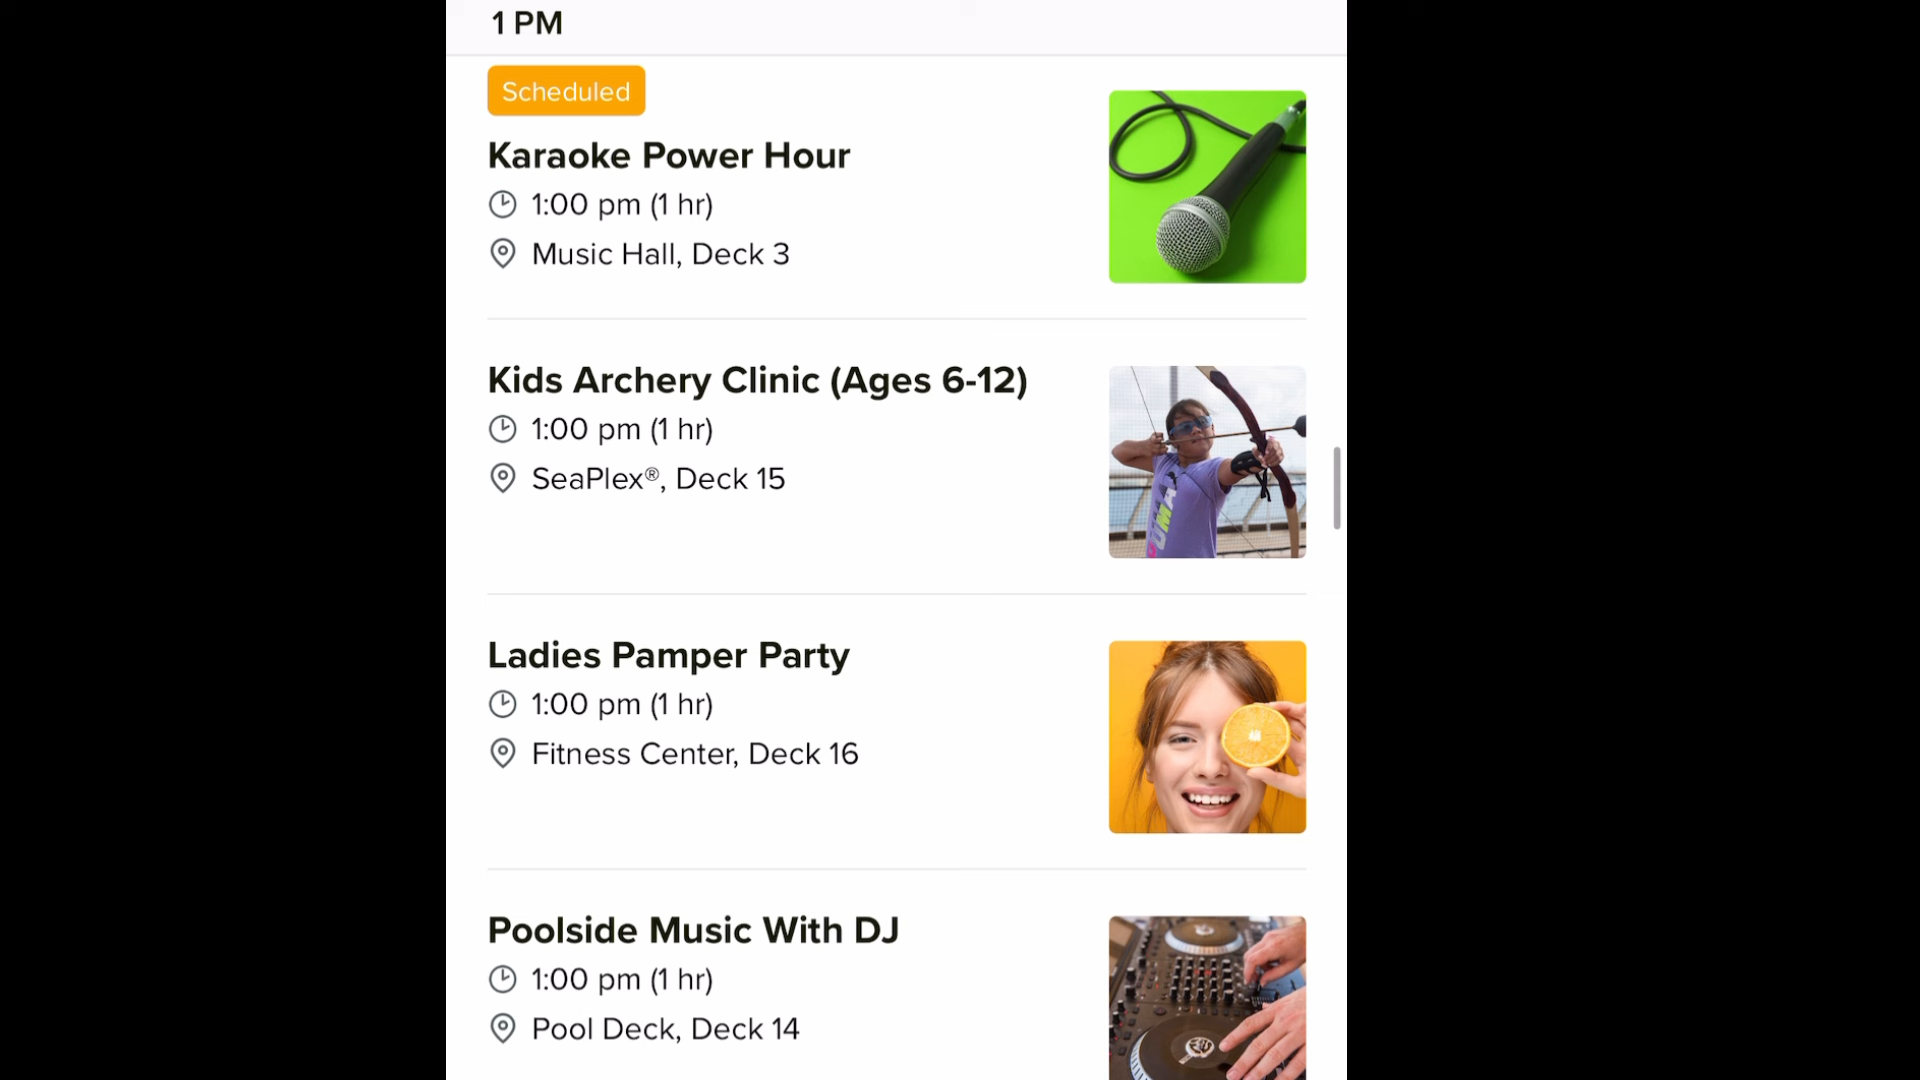 1 PM
Scheduled
Karaoke Power Hour
1:00 pm (1 hr)
Music Hall, Deck 3
Kids Archery Clinic (Ages 6-12)
1:00 pm (1 hr)
SeaPlex®, Deck 15
PUMA
Ladies Pamper Party
1:00 pm (1 hr)
Fitness Center, Deck 16
Poolside Music With DJ
1:00 pm (1 hr)
Pool Deck, Deck 14